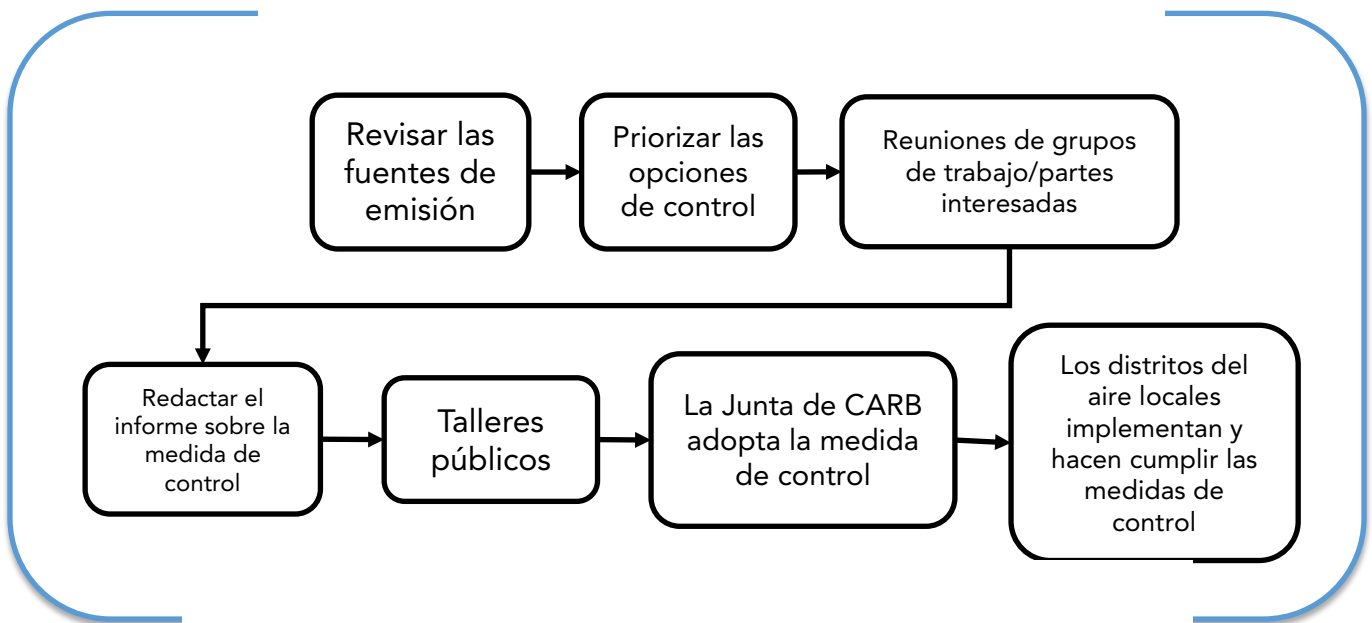 Revisar las
fuentes de
emisión
Priorizar las
opciones
de control
Reuniones de grupos
de trabajo/partes
interesadas
Redactar el
informe sobre la
medida de
control
Talleres
públicos
La Junta de CARB
adopta la medida
de control
Los distritos del
aire locales
implementan y
hacen cumplir las
medidas de
control